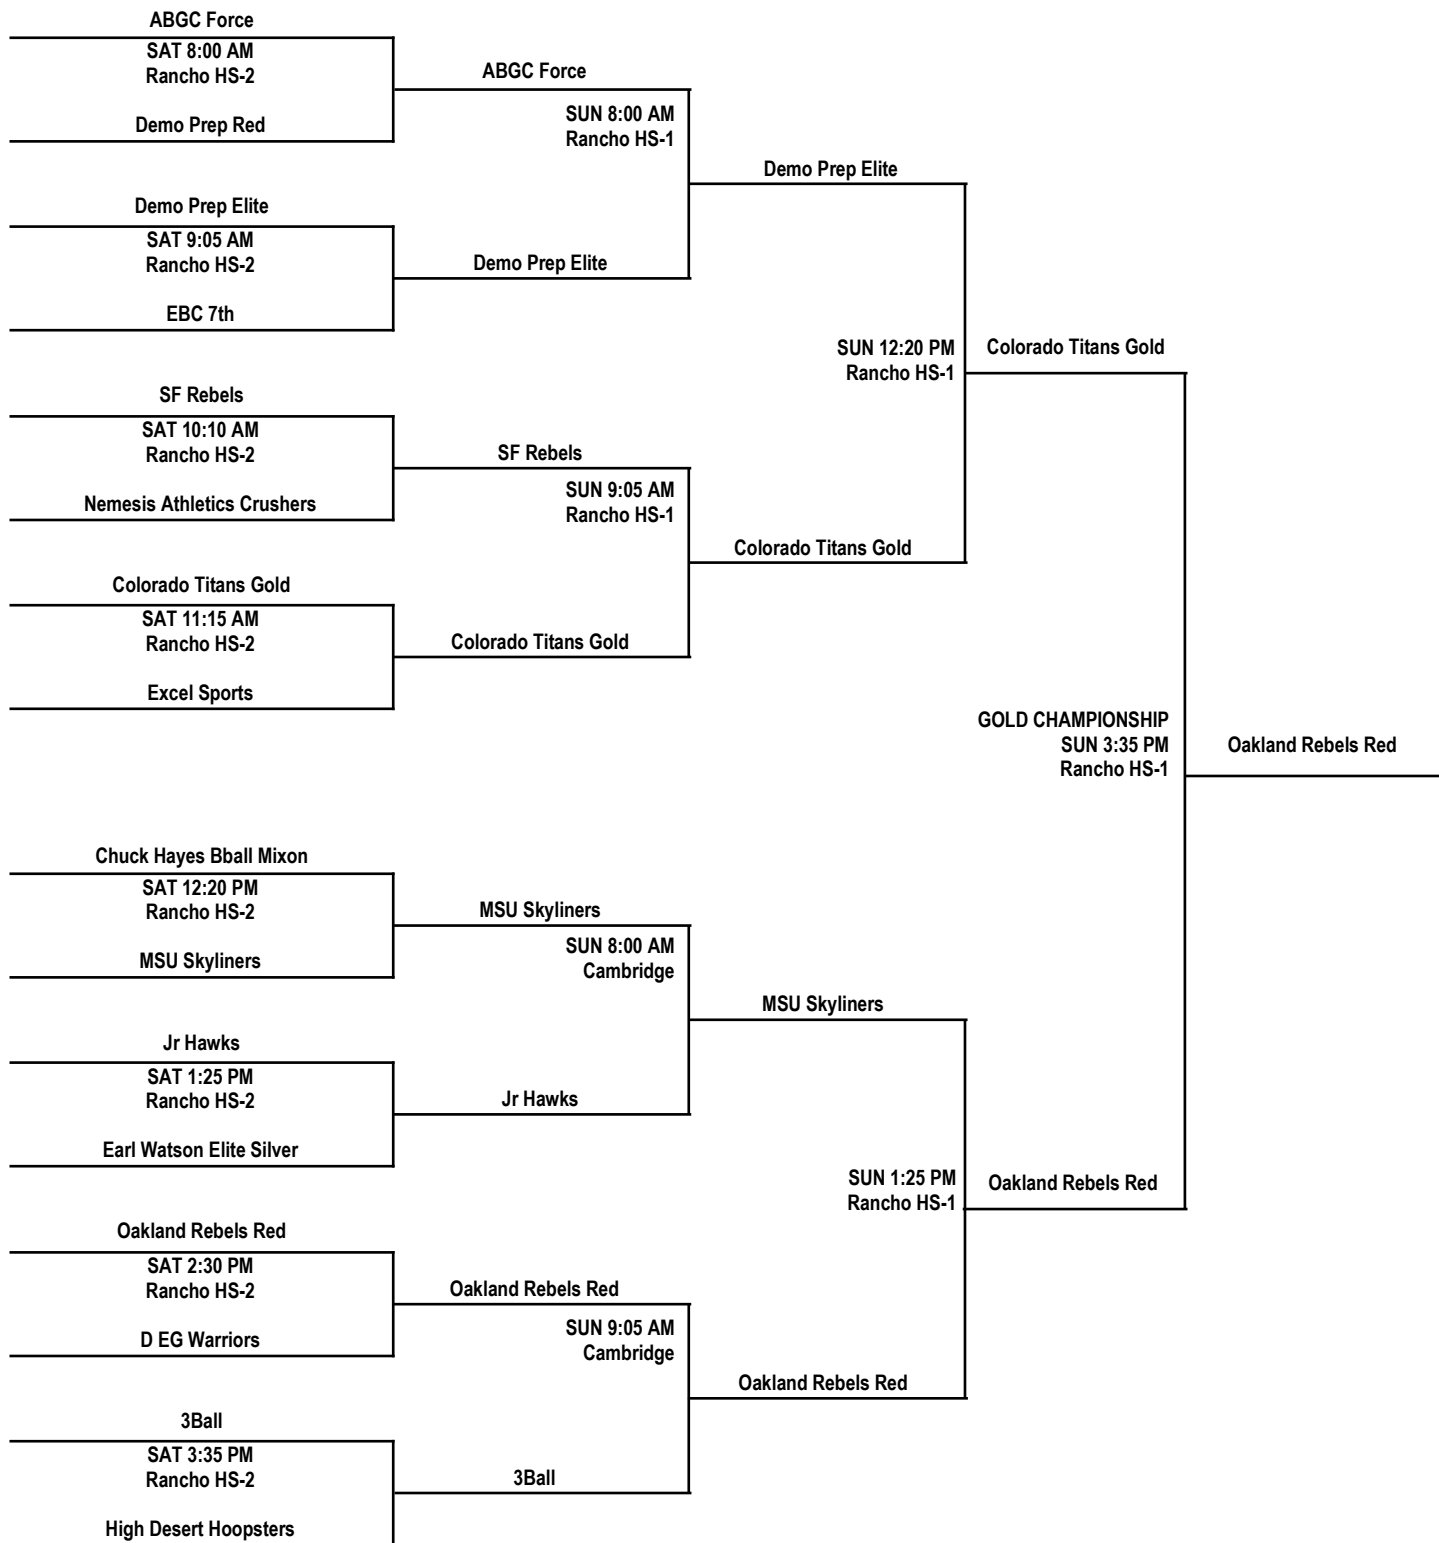 ABGC Force
SAT 8:00 AM
Rancho HS-2
Demo Prep Red
ABGC Force
SUN 8:00 AM
Rancho HS-1
Demo Prep Elite
Demo Prep Elite
SAT 9:05 AM
Rancho HS-2
EBC 7th
Demo Prep Elite
SUN 12:20 PM
Rancho HS-1
Colorado Titans Gold
SF Rebels
SAT 10:10 AM
Rancho HS-2
Nemesis Athletics Crushers
SF Rebels
SUN 9:05 AM
Rancho HS-1
Colorado Titans Gold
Colorado Titans Gold
SAT 11:15 AM
Rancho HS-2
Excel Sports
Colorado Titans Gold
GOLD CHAMPIONSHIP
SUN 3:35 PM
Rancho HS-1
Oakland Rebels Red
Chuck Hayes Bball Mixon
SAT 12:20 PM
Rancho HS-2
MSU Skyliners
MSU Skyliners
SUN 8:00 AM
Cambridge
MSU Skyliners
Jr Hawks
SAT 1:25 PM
Rancho HS-2
Earl Watson Elite Silver
Jr Hawks
SUN 1:25 PM
Rancho HS-1
Oakland Rebels Red
Oakland Rebels Red
SAT 2:30 PM
Rancho HS-2
D EG Warriors
Oakland Rebels Red
SUN 9:05 AM
Cambridge
Oakland Rebels Red
3Ball
SAT 3:35 PM
Rancho HS-2
High Desert Hoopsters
3Ball